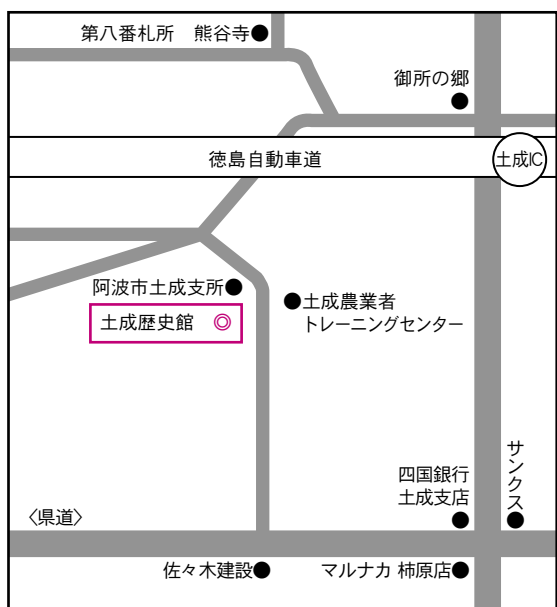 第八番札所 熊谷寺
御所の郷
徳島自動車道
土成IC
阿波市土成支所
土成歴史館
土成農業者
トレーニングセンター
四国銀行
土成支店
サンクス
〈県道〉
佐々木建設
マルナカ 柿原店